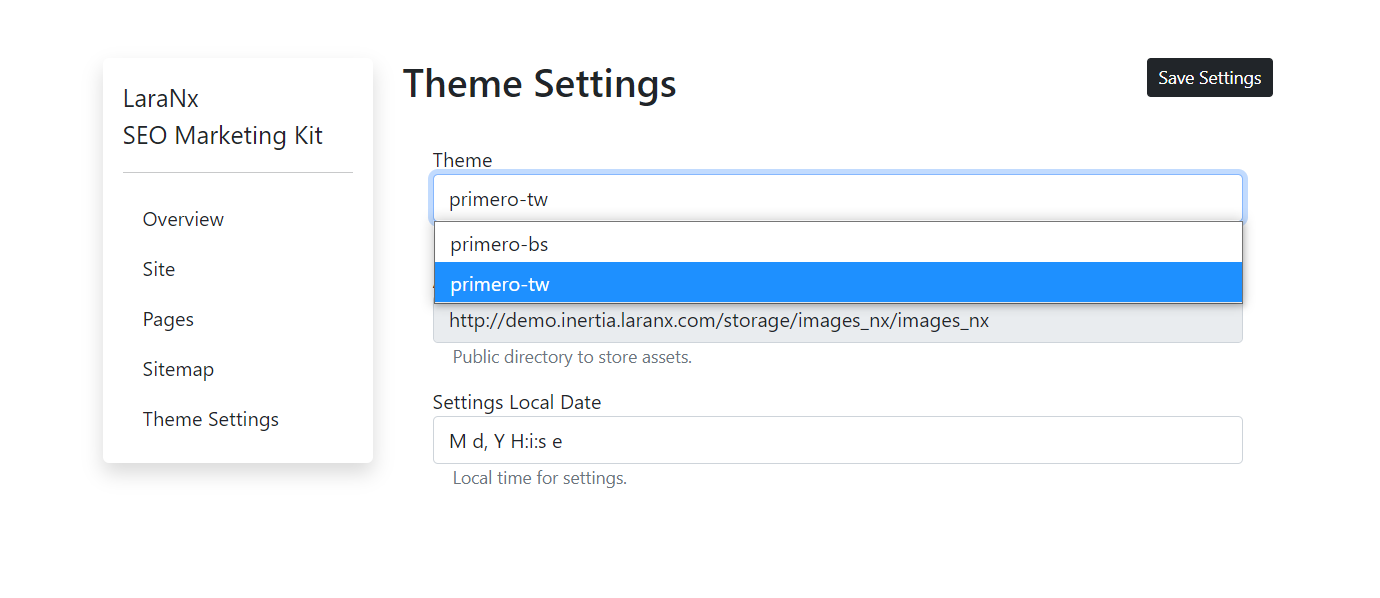 LaraNx
SEO Marketing Kit
Overview
Site
Pages
Sitemap
Theme Settings
Theme Settings
Save Settings
Theme
primero-tw
primero-bs
primero-tw
http://demo.inertia.laranx.com/storage/images_nx/images_nx
Public directory to store assets.
Settings Local Date
M d, Y H:i:s e
Local time for settings.